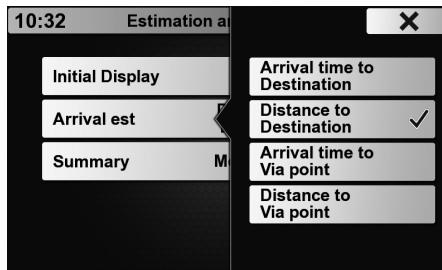 10:32 Estimation a
Initial Display
Arrival est
Summary M
Arrival time to
Destination
Distance to
Destination
Arrival time to
Via point
Distance to
Via point